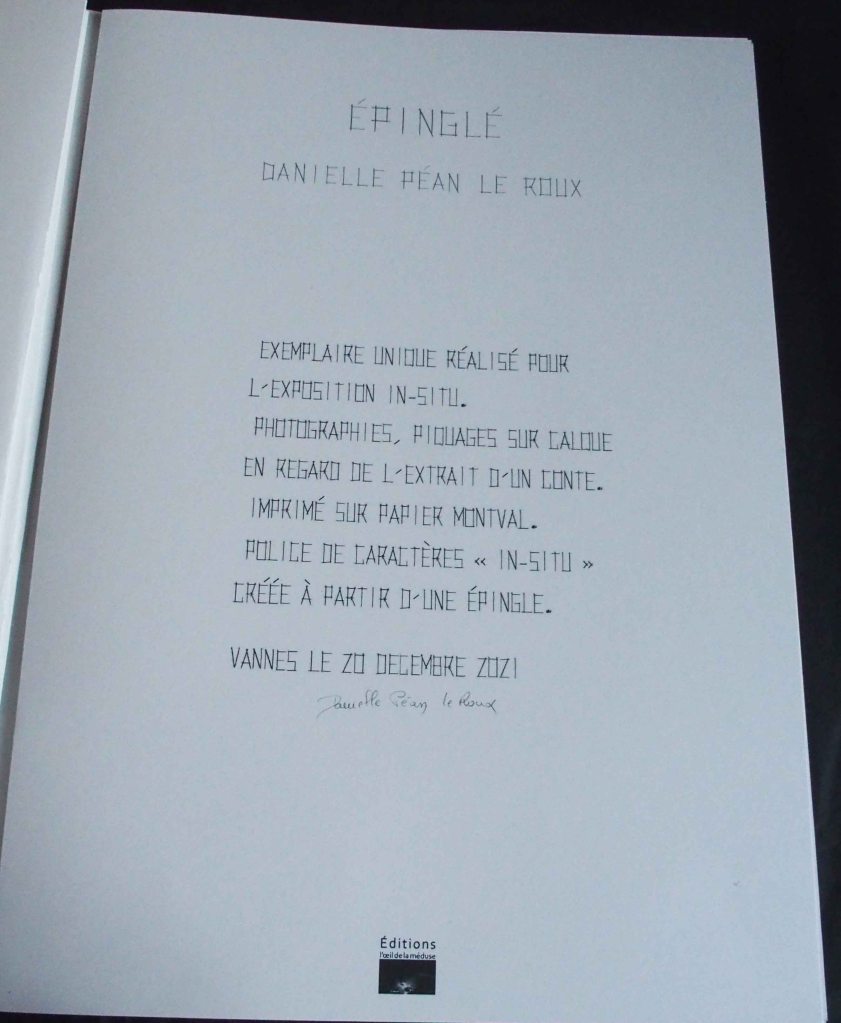 ÉPINGLÉ
DANIELLE PÉAN LE ROUX
EXEMPLAIRE UNIQUE RÉALISÉ POUR
L'EXPOSITION IN-SITU.
PHOTOGRAPHIES, PIQUAGES SUR CALQUE
EN REGARD DE L'EXTRAIT D'UN CONTE.
IMPRIMÉ SUR PAPIER MONTVAL.
POLICE DE CARACTÈRES « IN-SITU »
CRÉÉE À PARTIR D'UNE ÉPINGLE.
VANNES LE 20 DECEMBRE 2021
Danielle Péan le Roux
Éditions
l'œil de la méduse